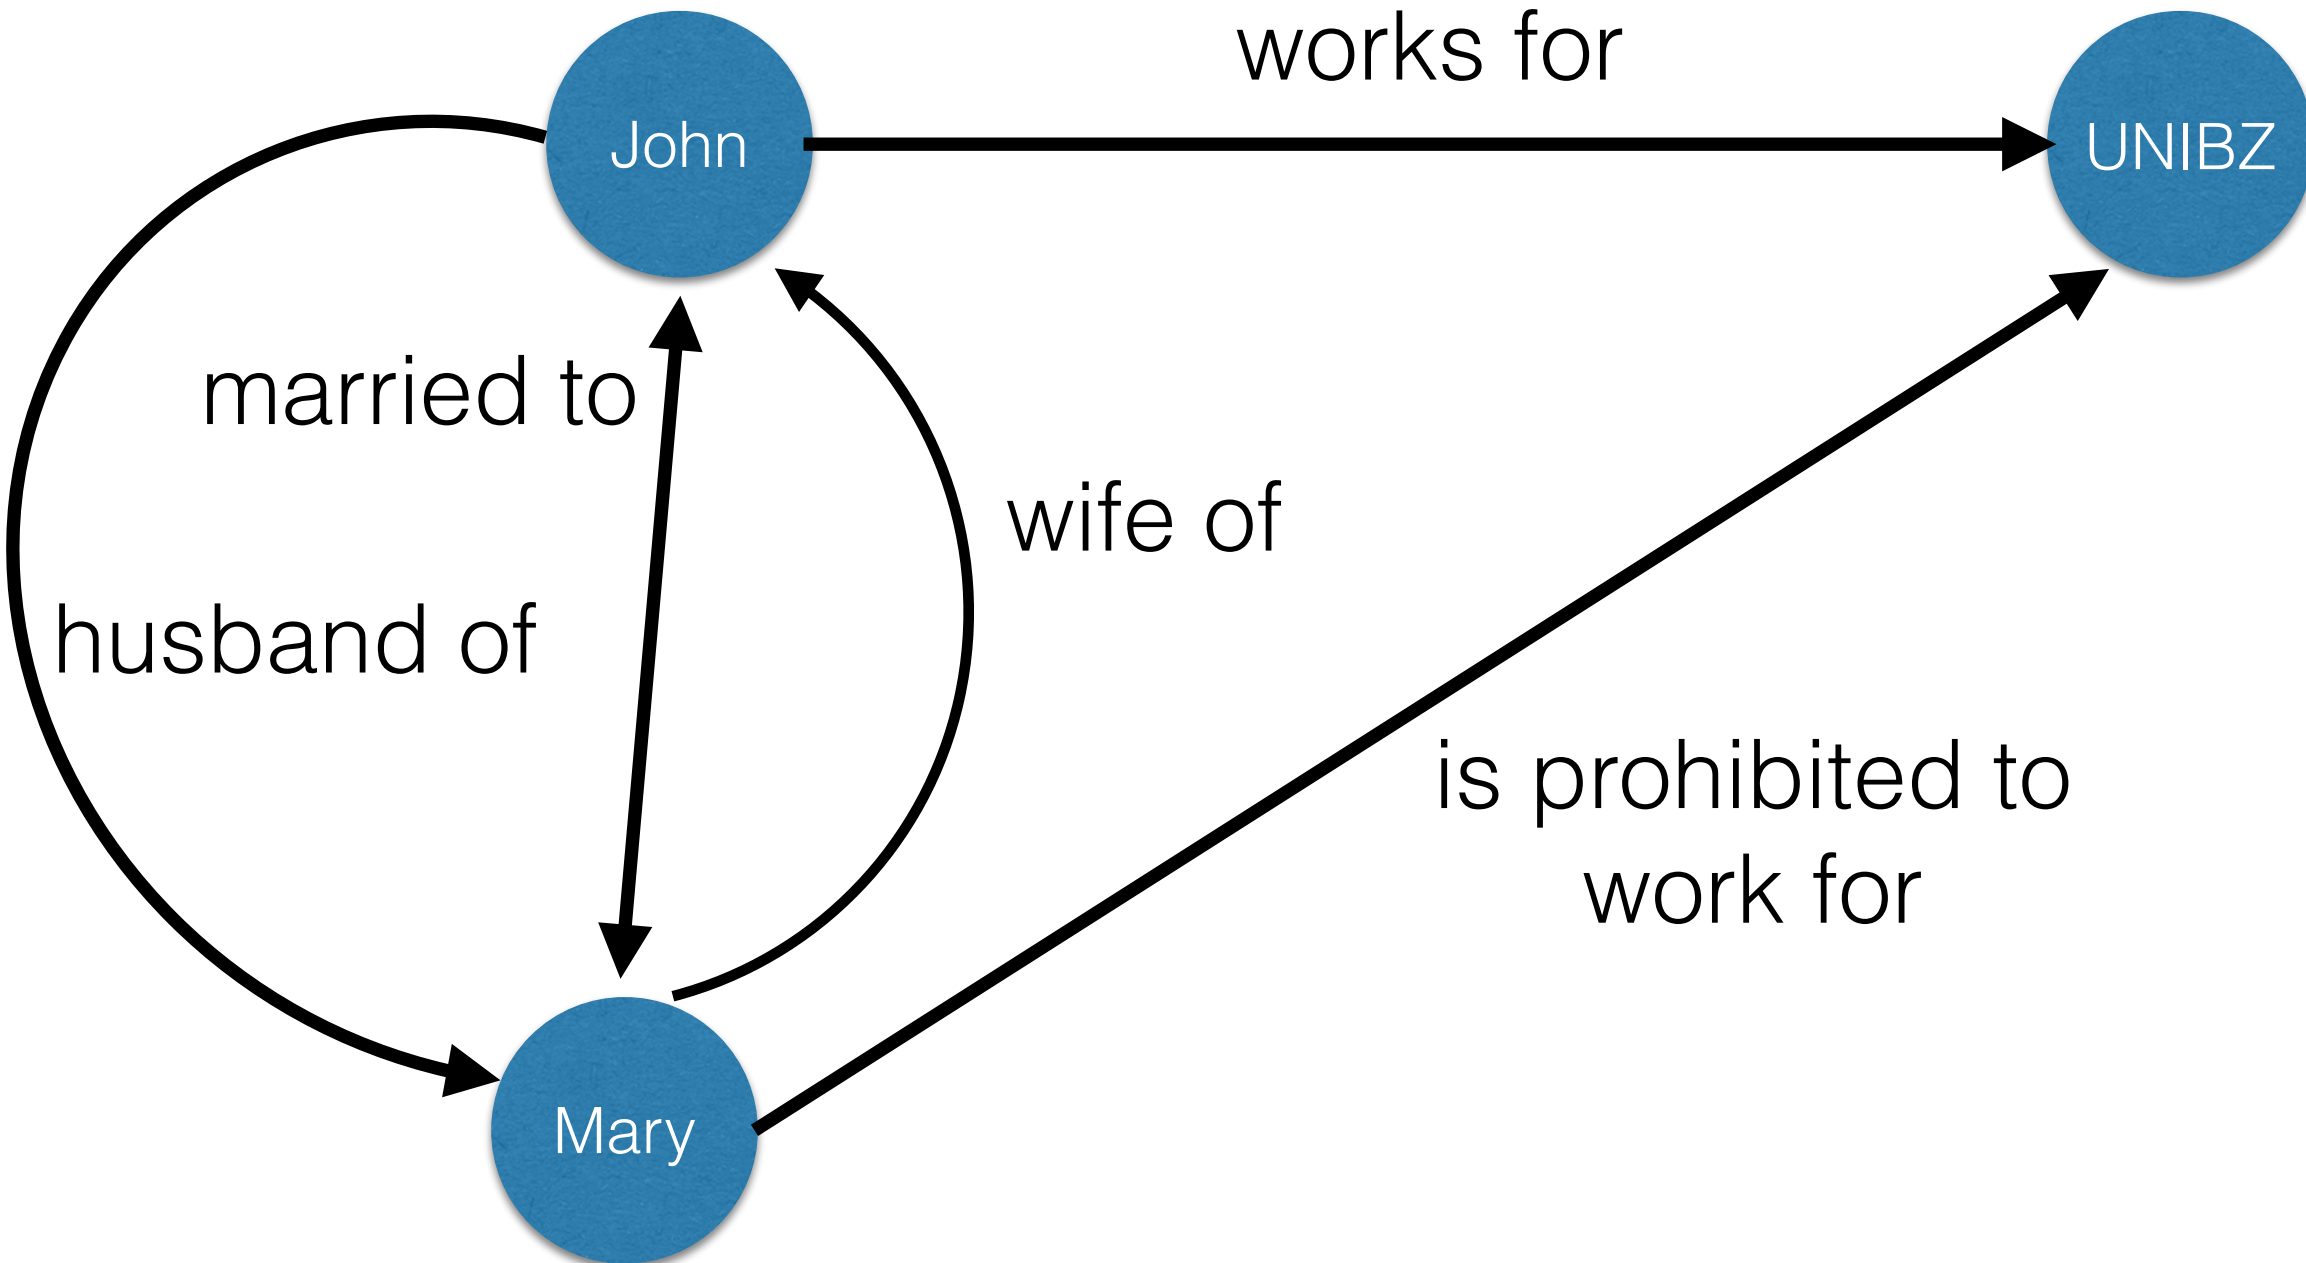 works for
John
UNIBZ
married to
wife of
husband of
is prohibited to
work for
Mary